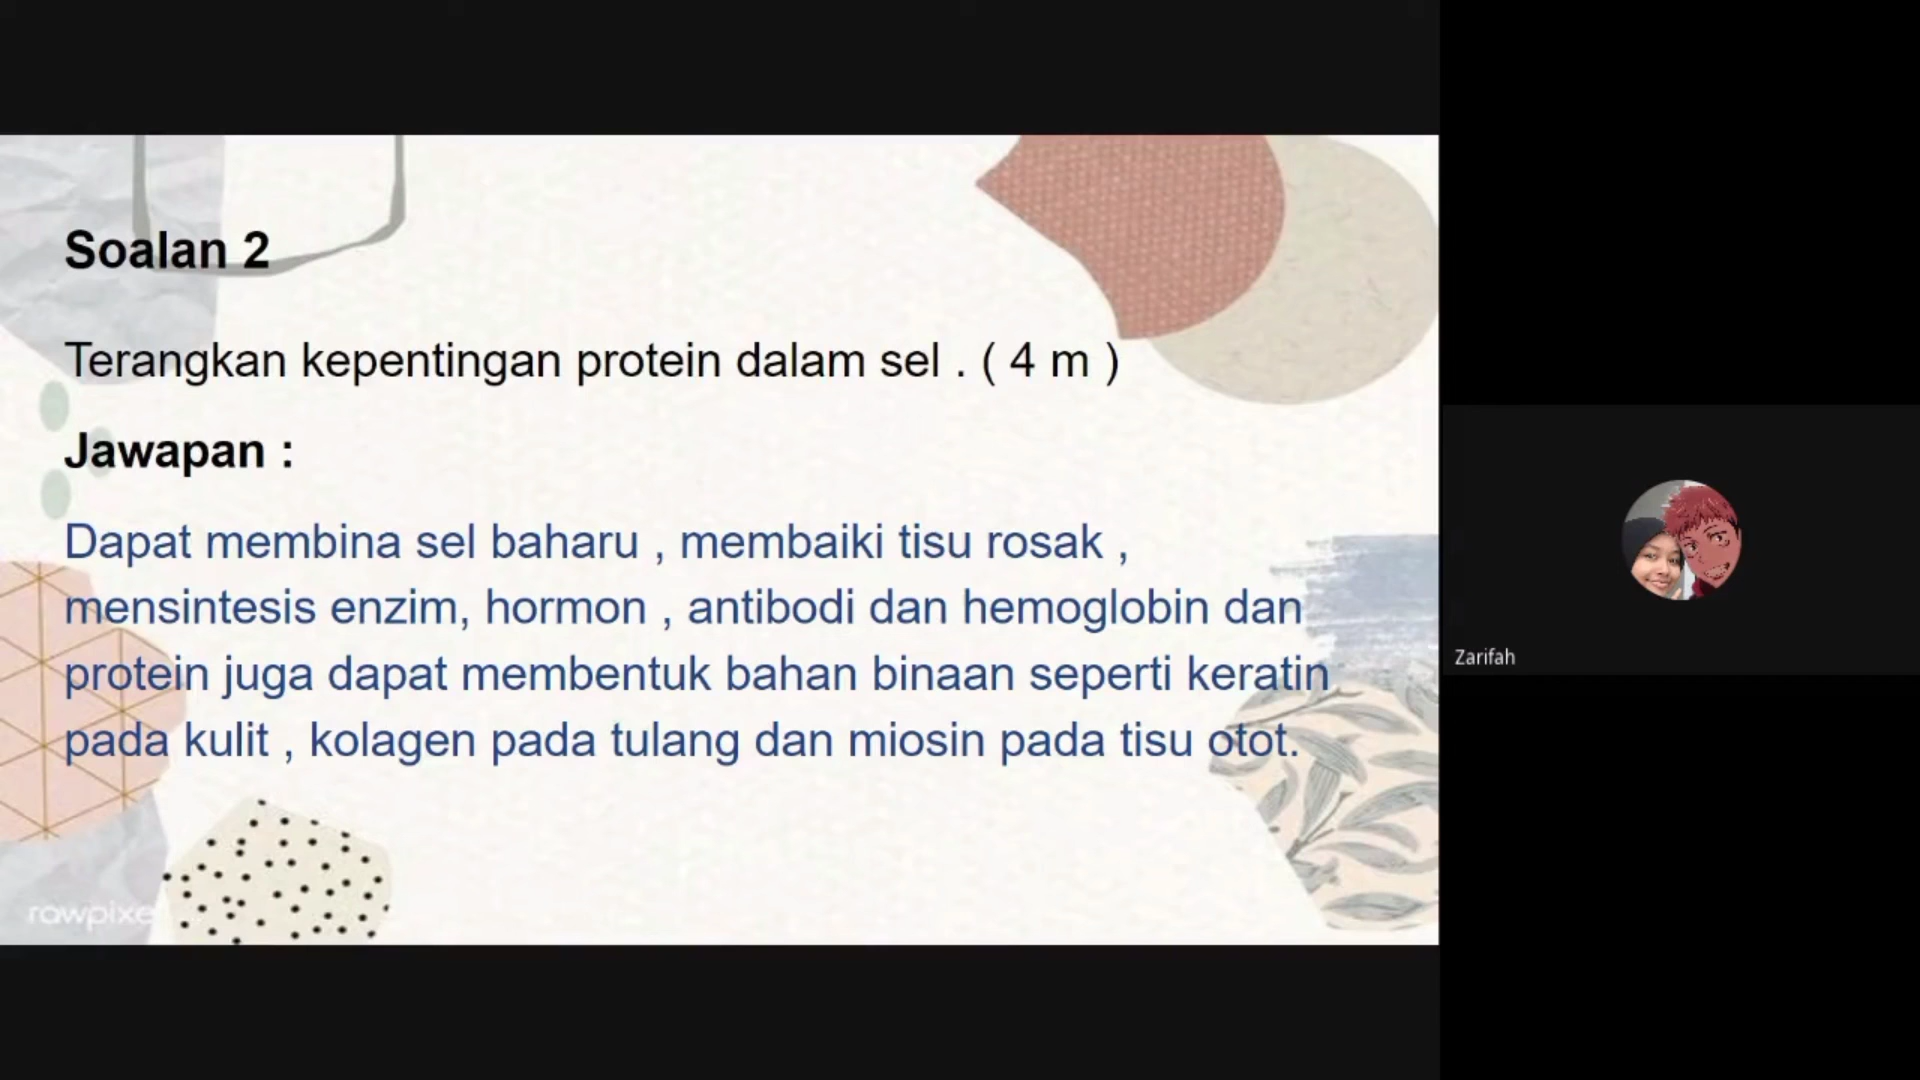 Soalan 2
Terangkan kepentingan protein dalam sel . ( 4 m )
Jawapan :
Dapat membina sel baharu , membaiki tisu rosak ,
mensintesis enzim, hormon , antibodi dan hemoglobin dan
protein juga dapat membentuk bahan binaan seperti keratin
pada kulit , kolagen pada tulang dan miosin pada tisu otot.
rawpixe
Zarifah